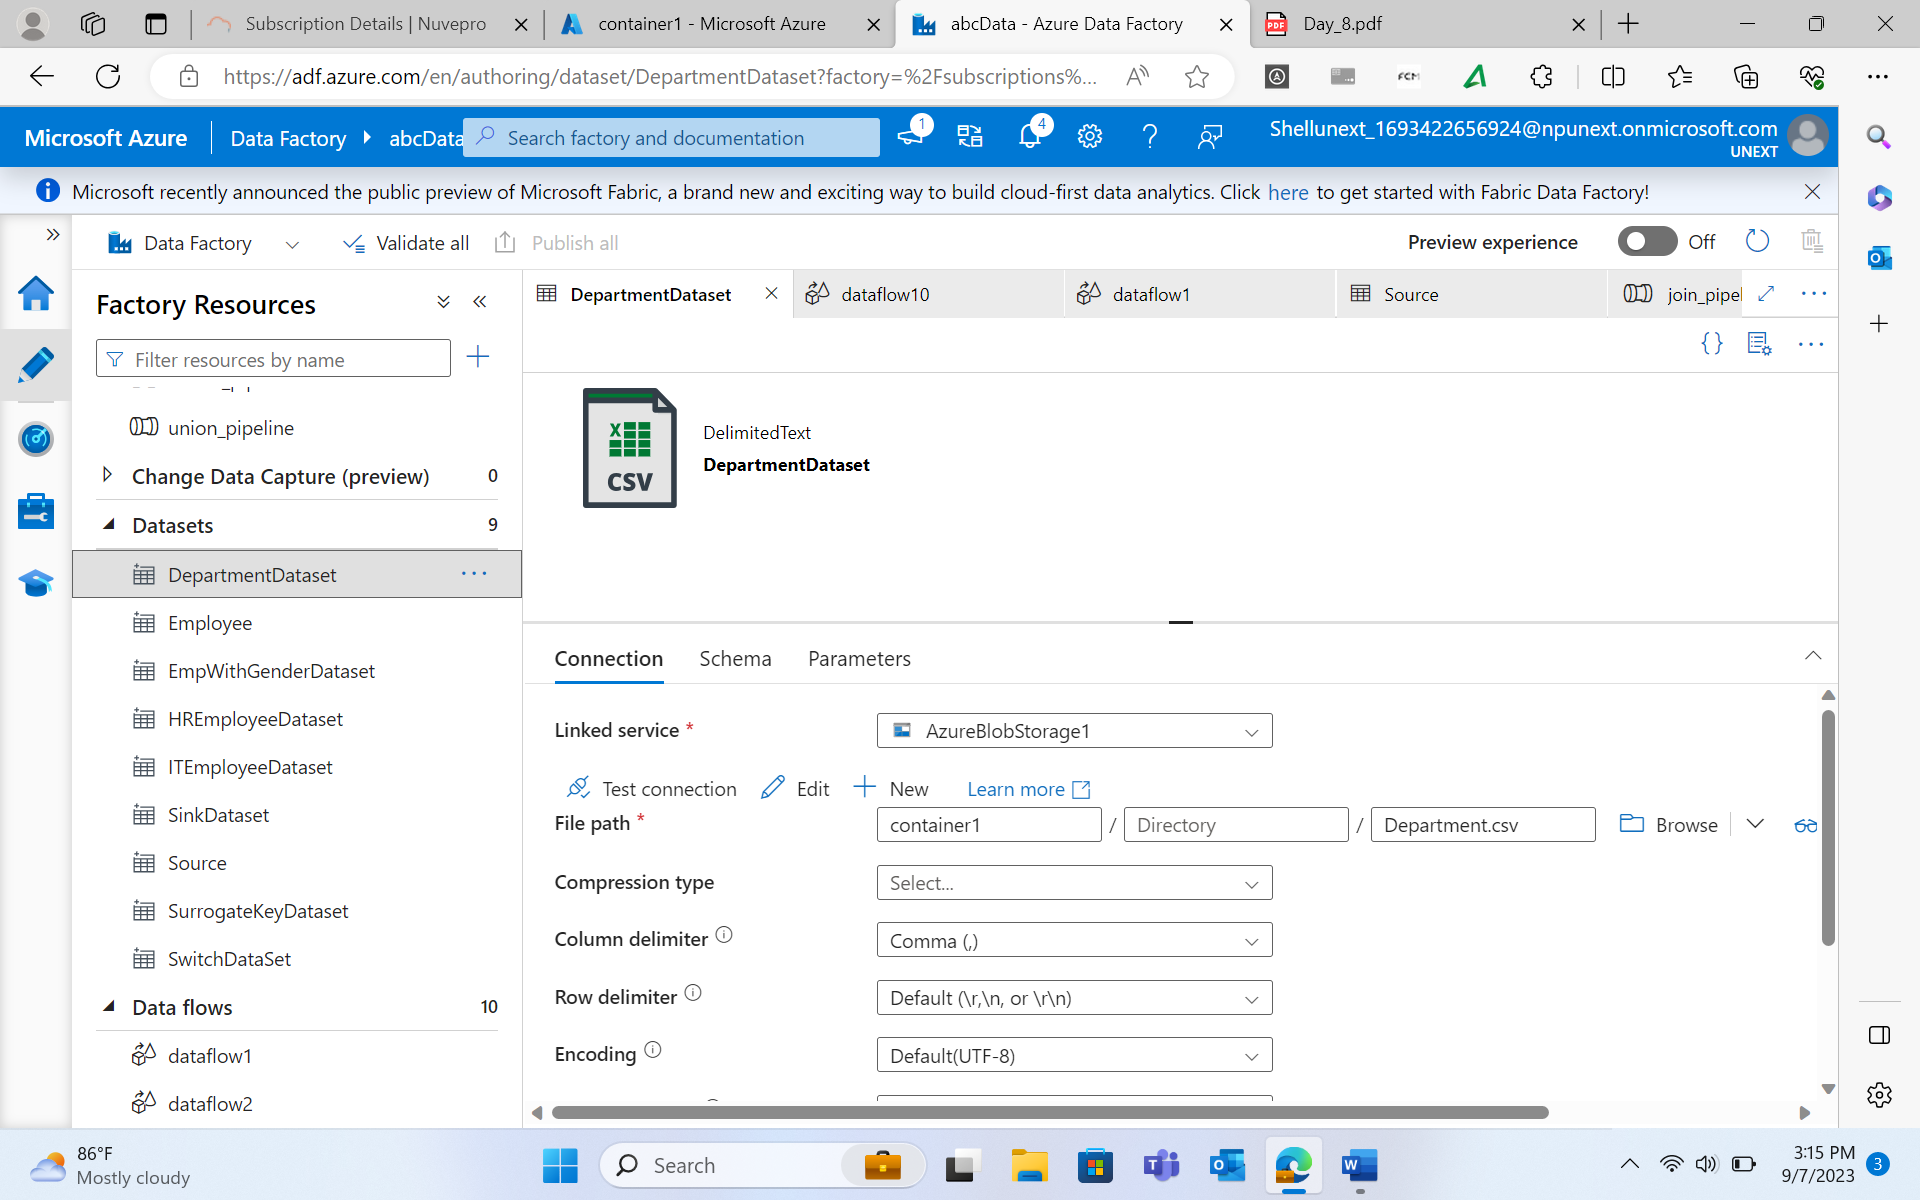 Subscription Details | Nuvepro
container1 - Microsoft Azure
abcData - Azure Data Factory
Day_8.pdf
https://adf.azure.com/en/authoring/dataset/DepartmentDataset?factory=%2Fsubscriptions%...
Microsoft Azure
Data Factory
abcData
Search factory and documentation
1
4
Shellunext_1693422656924@npunext.onmicrosoft.com
UNEXT
Microsoft recently announced the public preview of Microsoft Fabric, a brand new and exciting way to build cloud-first data analytics. Click here to get started with Fabric Data Factory!
Data Factory
Validate all
Publish all
Preview experience
Off
Factory Resources
DepartmentDataset
dataflow10
dataflow1
Source
join_pipel
Filter resources by name
union_pipeline
Change Data Capture (preview) 0
Datasets 9
DepartmentDataset
Employee
EmpWithGenderDataset
HREmployeeDataset
ITEmployeeDataset
SinkDataset
Source
SurrogateKeyDataset
SwitchDataSet
Data flows 10
dataflow1
dataflow2
CSV
DelimitedText
DepartmentDataset
Connection
Schema
Parameters
Linked service *
AzureBlobStorage1
Test connection
Edit
New
Learn more
File path *
container1 / Directory / Department.csv
Browse
Compression type
Select...
Column delimiter
Comma (,)
Row delimiter
Default (\r,\n, or \r\n)
Encoding
Default(UTF-8)
86°F
Mostly cloudy
Search
3:15 PM
9/7/2023
3